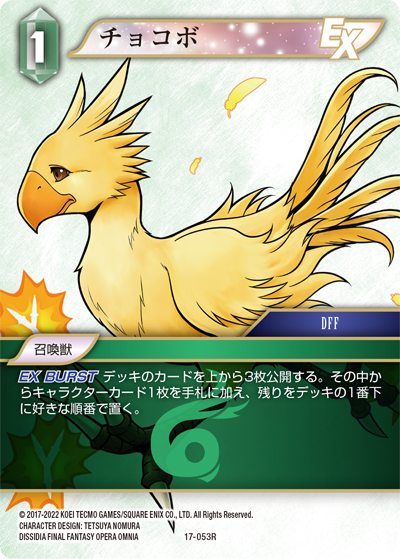 1
チョコボ
EX
DFF
召喚獣
EX BURST デッキのカードを上から3枚公開する。その中か
らキャラクターカード1枚を手札に加え、残りをデッキの1番下
に好きな順番で置く。
© 2017-2022 KOEI TECMO GAMES/SQUARE ENIX CO., LTD. All Rights Reserved.
CHARACTER DESIGN: TETSUYA NOMURA
DISSIDIA FINAL FANTASY OPERA OMNIA 17-053R